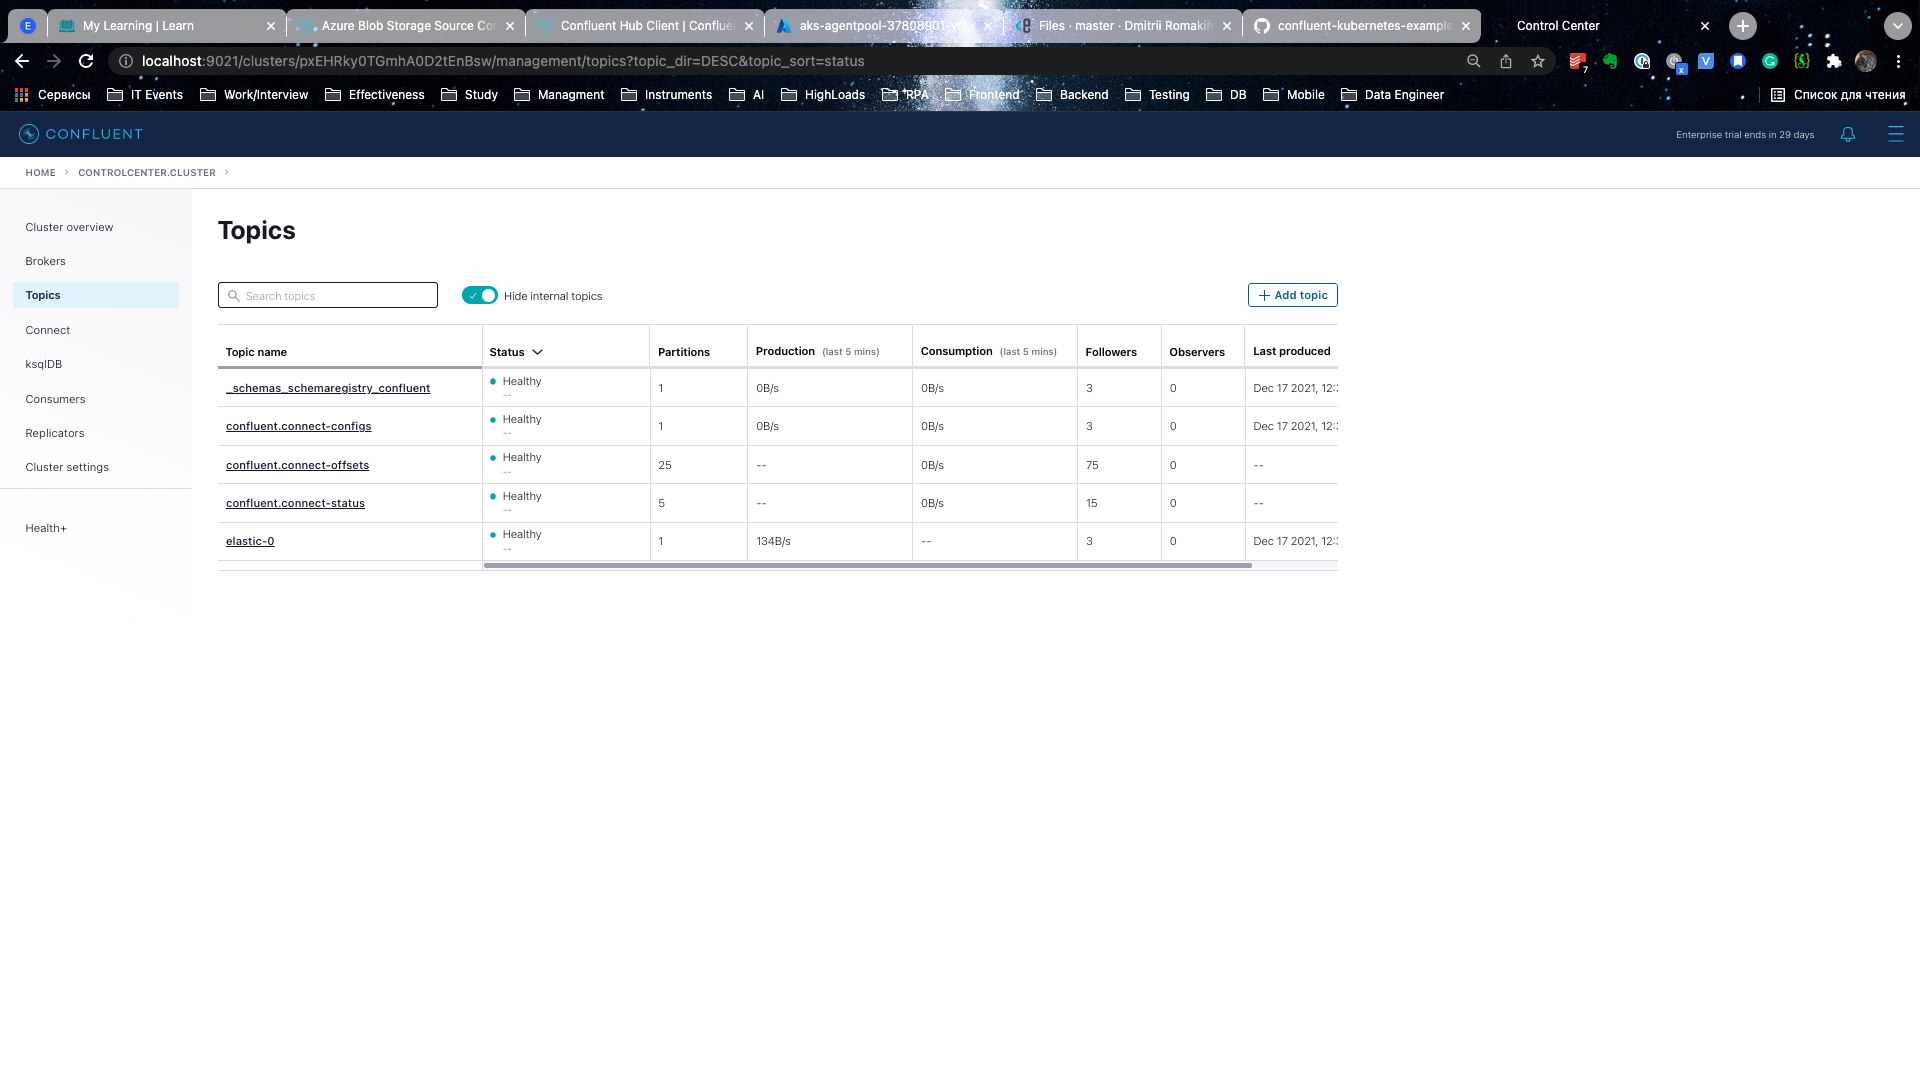 E My Learning | Learn Azure Blob Storage Source Co Confluent Hub Client | Conflue aks-agentpool-37808901-v Files · master · Dmitrii Romakin confluent-kubernetes-example Control Center
localhost:9021/clusters/pxEHRky0TGmhA0D2tEnBsw/management/topics?topic_dir=DESC&topic_sort=status 7 x V G
Сервисы IT Events Work/Interview Effectiveness Study Managment Instruments AI HighLoads RPA Frontend Backend Testing DB Mobile Data Engineer Список для чтения
CONFLUENT Enterprise trial ends in 29 days
HOME > CONTROLCENTER.CLUSTER >
Cluster overview
Brokers
Topics
Connect
ksqlDB
Consumers
Replicators
Cluster settings
Health+
Topics
Search topics Hide internal topics + Add topic
Topic name Status Partitions Production (last 5 mins) Consumption (last 5 mins) Followers Observers Last produced
_schemas_schemaregistry_confluent Healthy -- 1 0B/s 0B/s 3 0 Dec 17 2021, 12:3
confluent.connect-configs Healthy -- 1 0B/s 0B/s 3 0 Dec 17 2021, 12:3
confluent.connect-offsets Healthy -- 25 -- 0B/s 75 0 --
confluent.connect-status Healthy -- 5 -- 0B/s 15 0 --
elastic-0 Healthy -- 1 134B/s -- 3 0 Dec 17 2021, 12:3